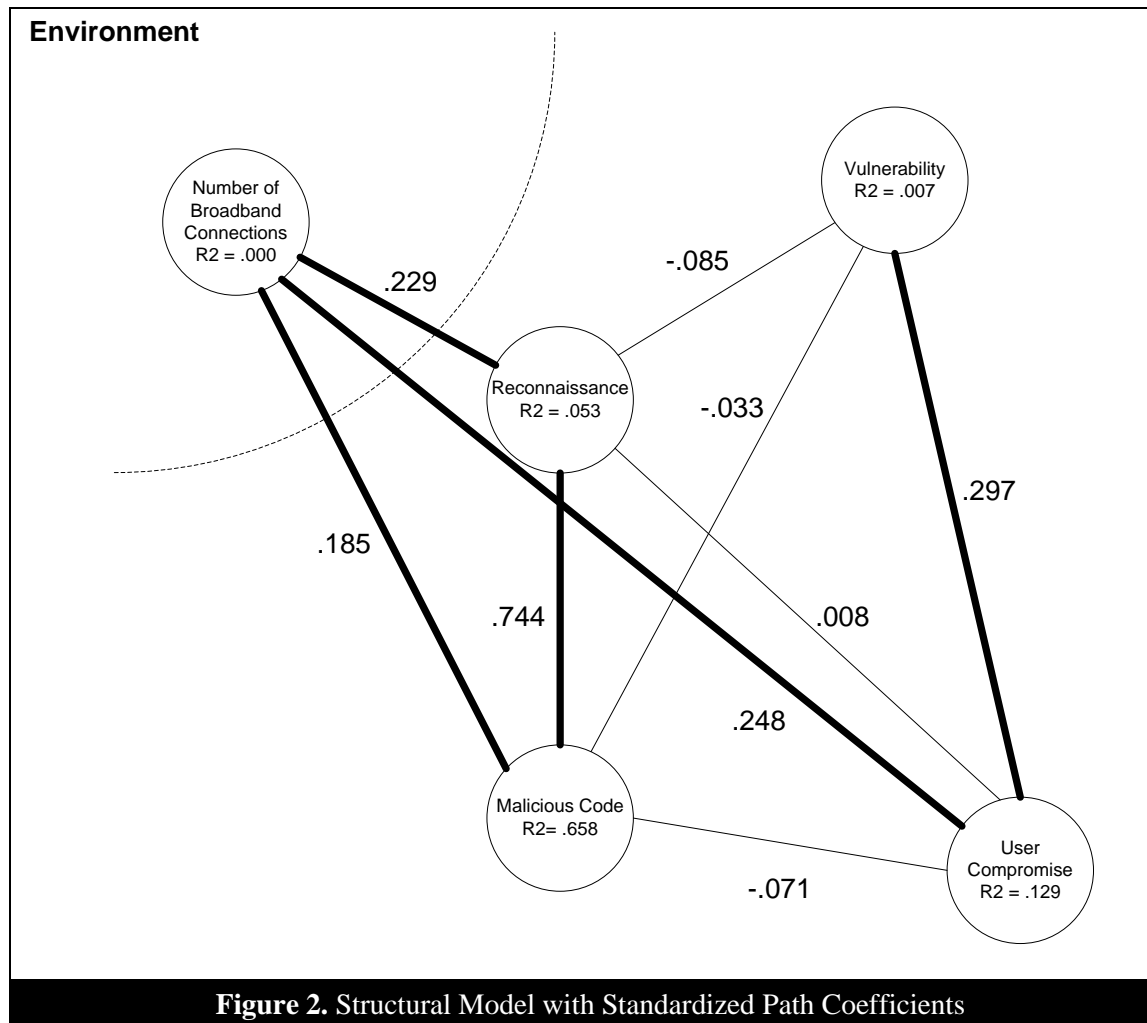 Environment
Number of
Broadband
Connections
R2 = .000
Vulnerability
R2 = .007
.229
-.085
Reconnaissance
R2 = .053
-.033
.297
.185
.744
.008
.248
Malicious Code
R2= .658
-.071
User
Compromise
R2 = .129
Figure 2. Structural Model with Standardized Path Coefficients